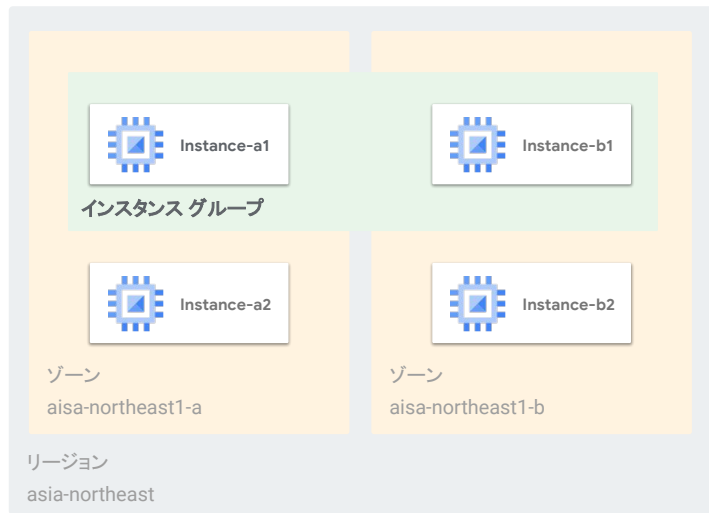 Instance-a1
Instance-b1
インスタンス グループ
Instance-a2
Instance-b2
ゾーン
aisa-northeast1-a
ゾーン
aisa-northeast1-b
リージョン
asia-northeast